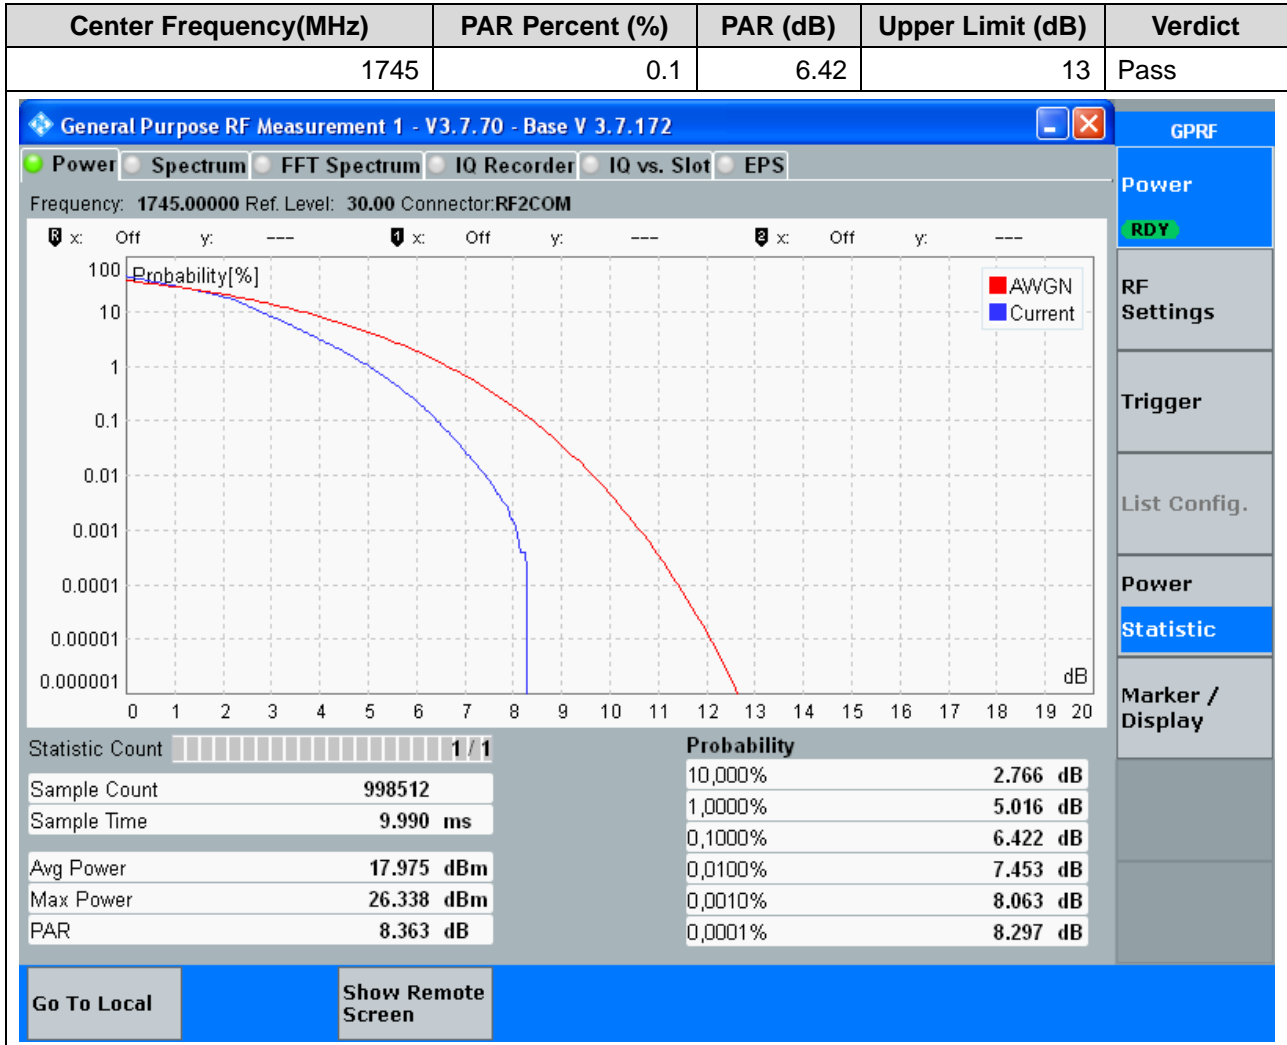 Center Frequency(MHz) PAR Percent (%) PAR (dB) Upper Limit (dB) Verdict
1745 0.1 6.42 13 Pass
General Purpose RF Measurement 1 - V3.7.70 - Base V 3.7.172
GPRF
Power Spectrum FFT Spectrum IQ Recorder IQ vs. Slot EPS
Frequency: 1745.00000 Ref. Level: 30.00 Connector:RF2COM
R x: Off y: --- 1 x: Off y: --- 2 x: Off y: ---
Probability[%]
AWGN
Current
100
10
1
0.1
0.01
0.001
0.0001
0.00001
0.000001
dB
0 1 2 3 4 5 6 7 8 9 10 11 12 13 14 15 16 17 18 19 20
Statistic Count 1 / 1
Sample Count 998512
Sample Time 9.990 ms
Avg Power 17.975 dBm
Max Power 26.338 dBm
PAR 8.363 dB
Probability
10,000% 2.766 dB
1,0000% 5.016 dB
0,1000% 6.422 dB
0,0100% 7.453 dB
0,0010% 8.063 dB
0,0001% 8.297 dB
Power
RDY
RF
Settings
Trigger
List Config.
Power
Statistic
Marker /
Display
Go To Local
Show Remote
Screen